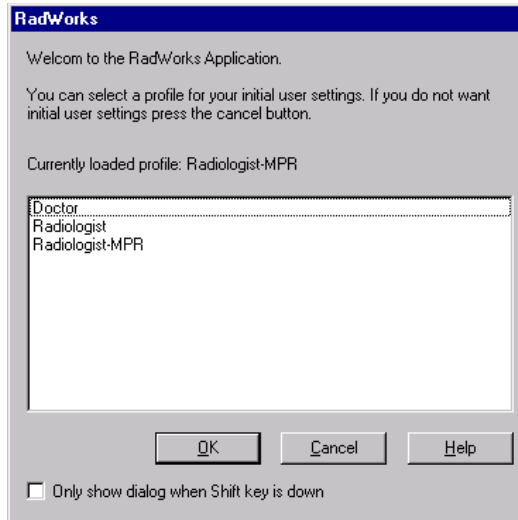 RadWorks
Welcom to the RadWorks Application.
You can select a profile for your initial user settings. If you do not want
initial user settings press the cancel button.
Currently loaded profile: Radiologist-MPR
Doctor
Radiologist
Radiologist-MPR
OK Cancel Help
Only show dialog when Shift key is down